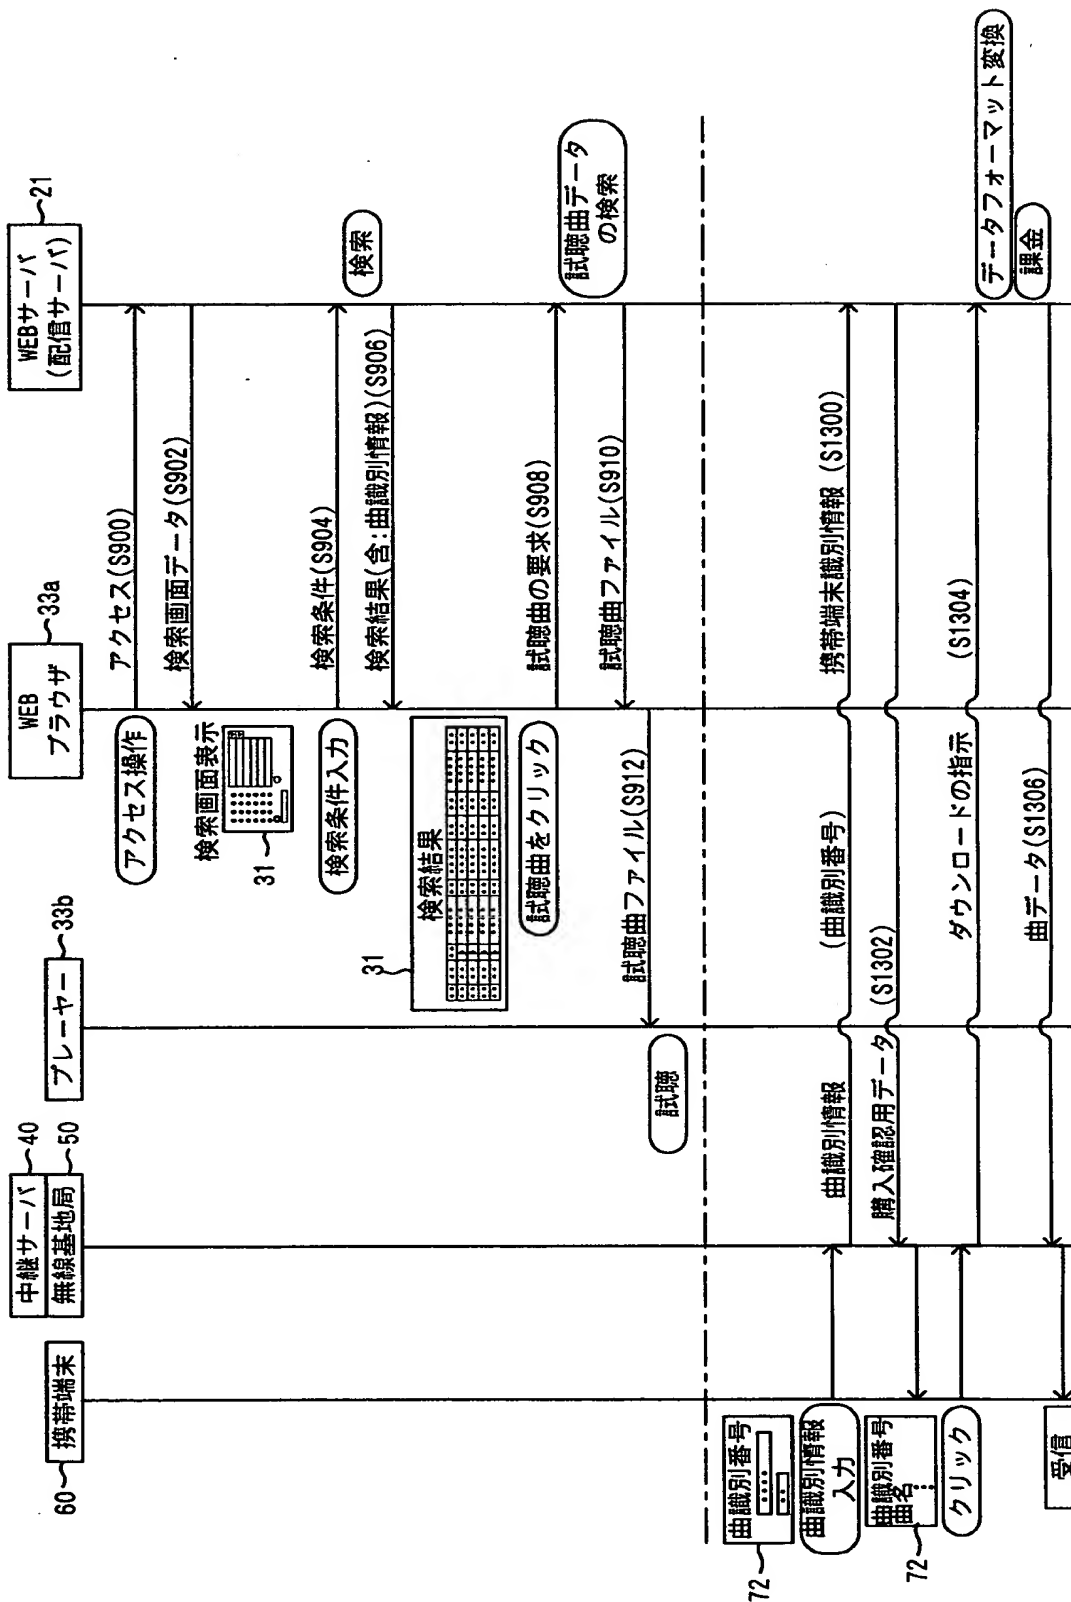 携帯端末
60
中継サーバ
40
無線基地局
50
プレーヤー
33b
WEB
ブラウザ
33a
WEBサーバ
(配信サーバ)
21
アクセス操作
アクセス(S900)
検索画面データ(S902)
検索画面表示
31
検索条件入力
検索条件(S904)
検索
検索結果(含:曲識別情報)(S906)
検索結果
31
試聴曲をクリック
試聴曲の要求(S908)
試聴曲データ
の検索
試聴曲ファイル(S910)
試聴曲ファイル(S912)
試聴
曲識別番号
72
曲識別情報
入力
曲識別情報
(曲識別番号)
携帯端末識別情報 (S1300)
購入確認用データ (S1302)
曲識別番号
曲名
72
クリック
ダウンロードの指示
(S1304)
データフォーマット変換
課金
曲データ(S1306)
受信